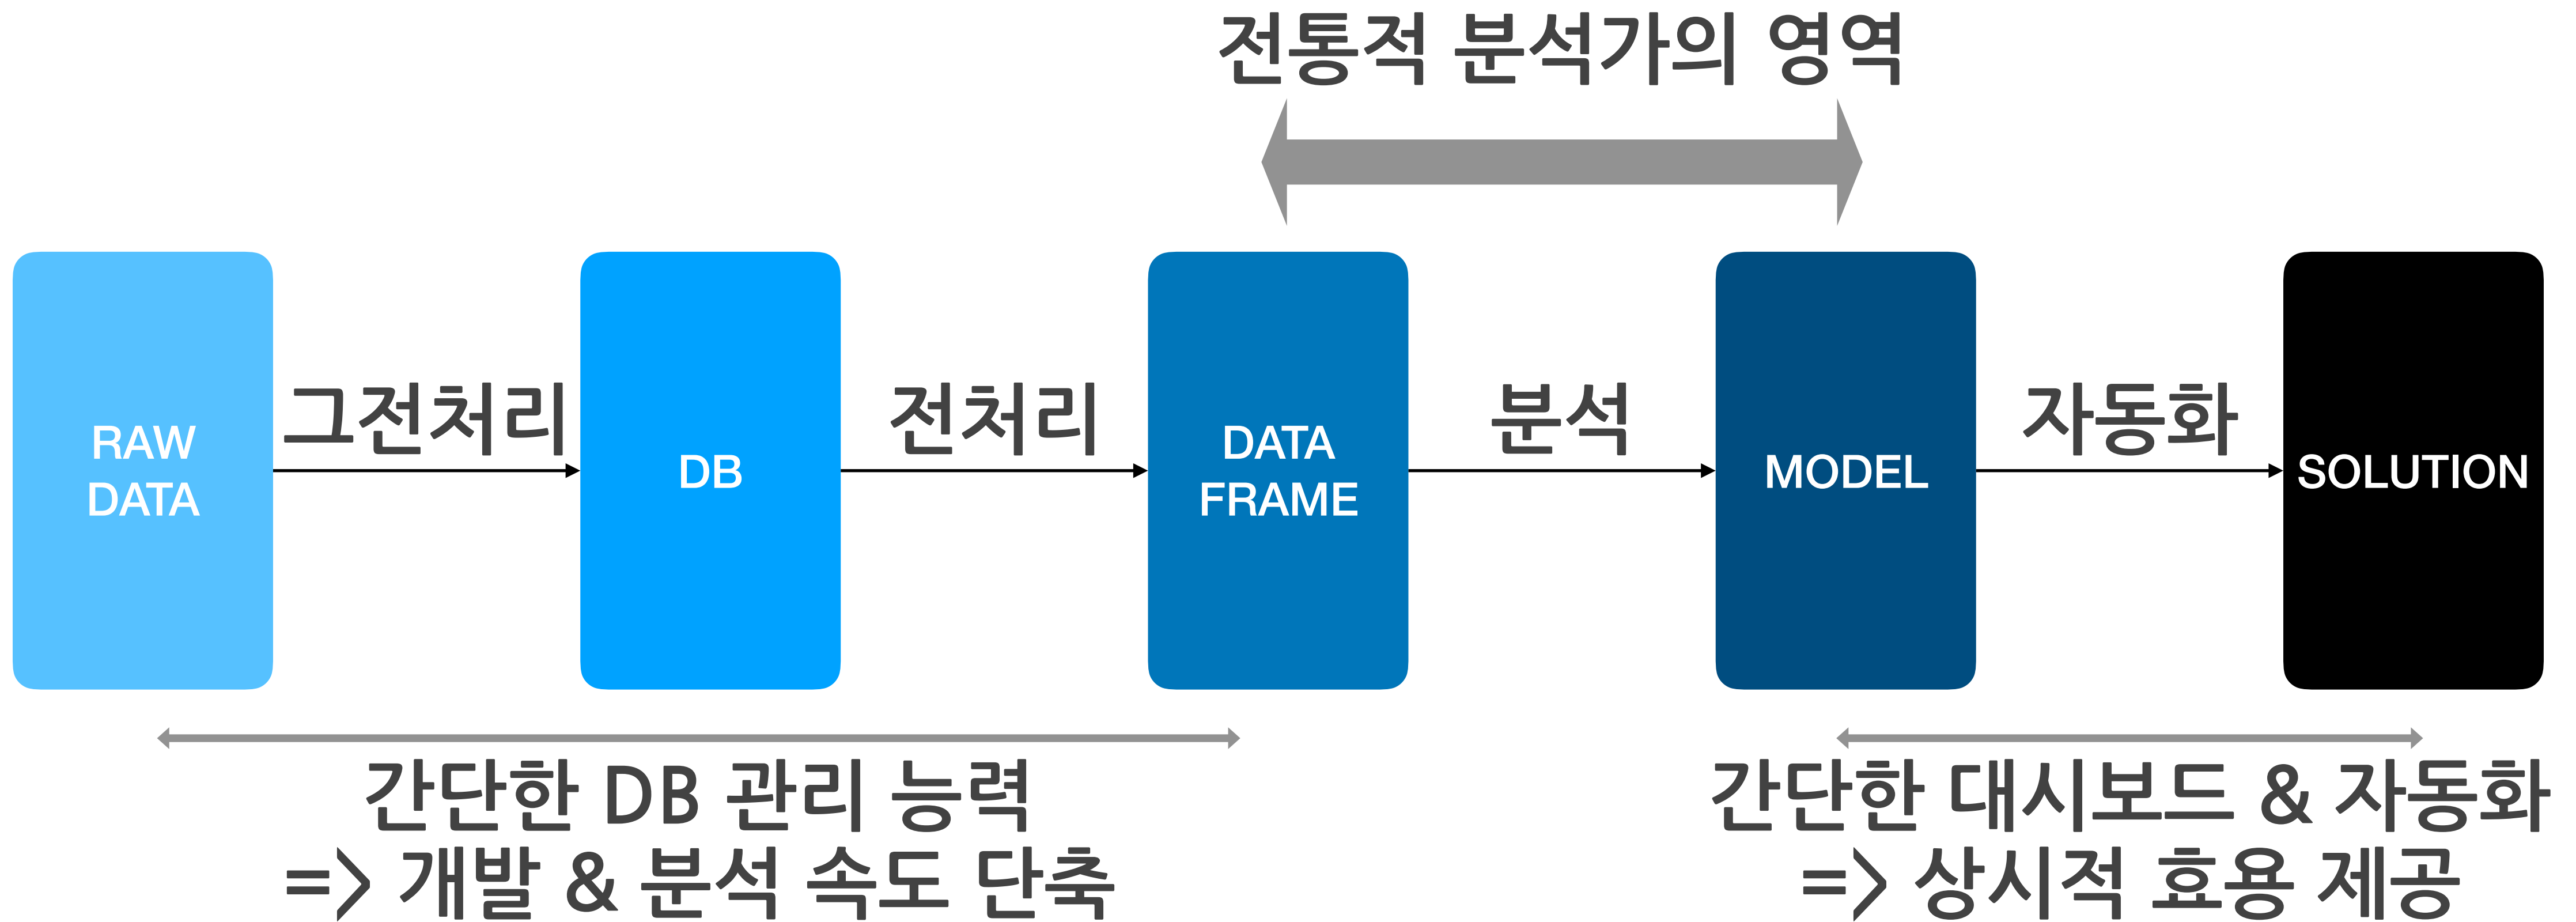 전통적 분석가의 영역
RAW
DATA
그전처리
DB
전처리
DATA
FRAME
분석
MODEL
자동화
SOLUTION
간단한 DB 관리 능력
=> 개발 & 분석 속도 단축
간단한 대시보드 & 자동화
=> 상시적 효용 제공